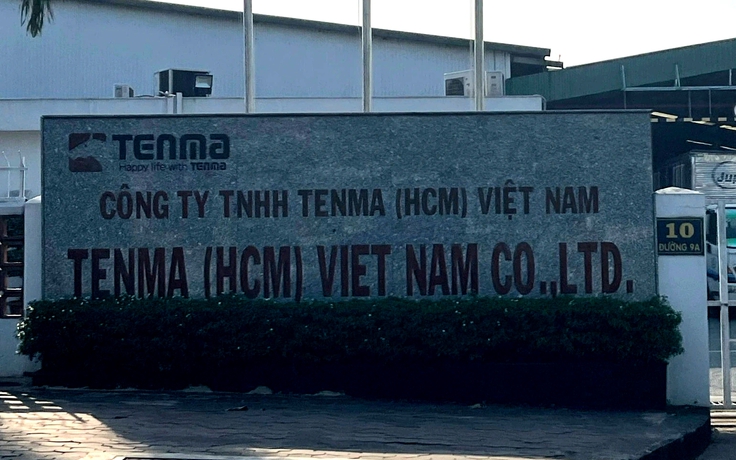 TENMA
Happy life with TENMA
CÔNG TY TNHH TENMA (HCM) VIỆT NAM
TENMA (HCM) VIET NAM CO.,LTD.
10
ĐƯỜNG 9A